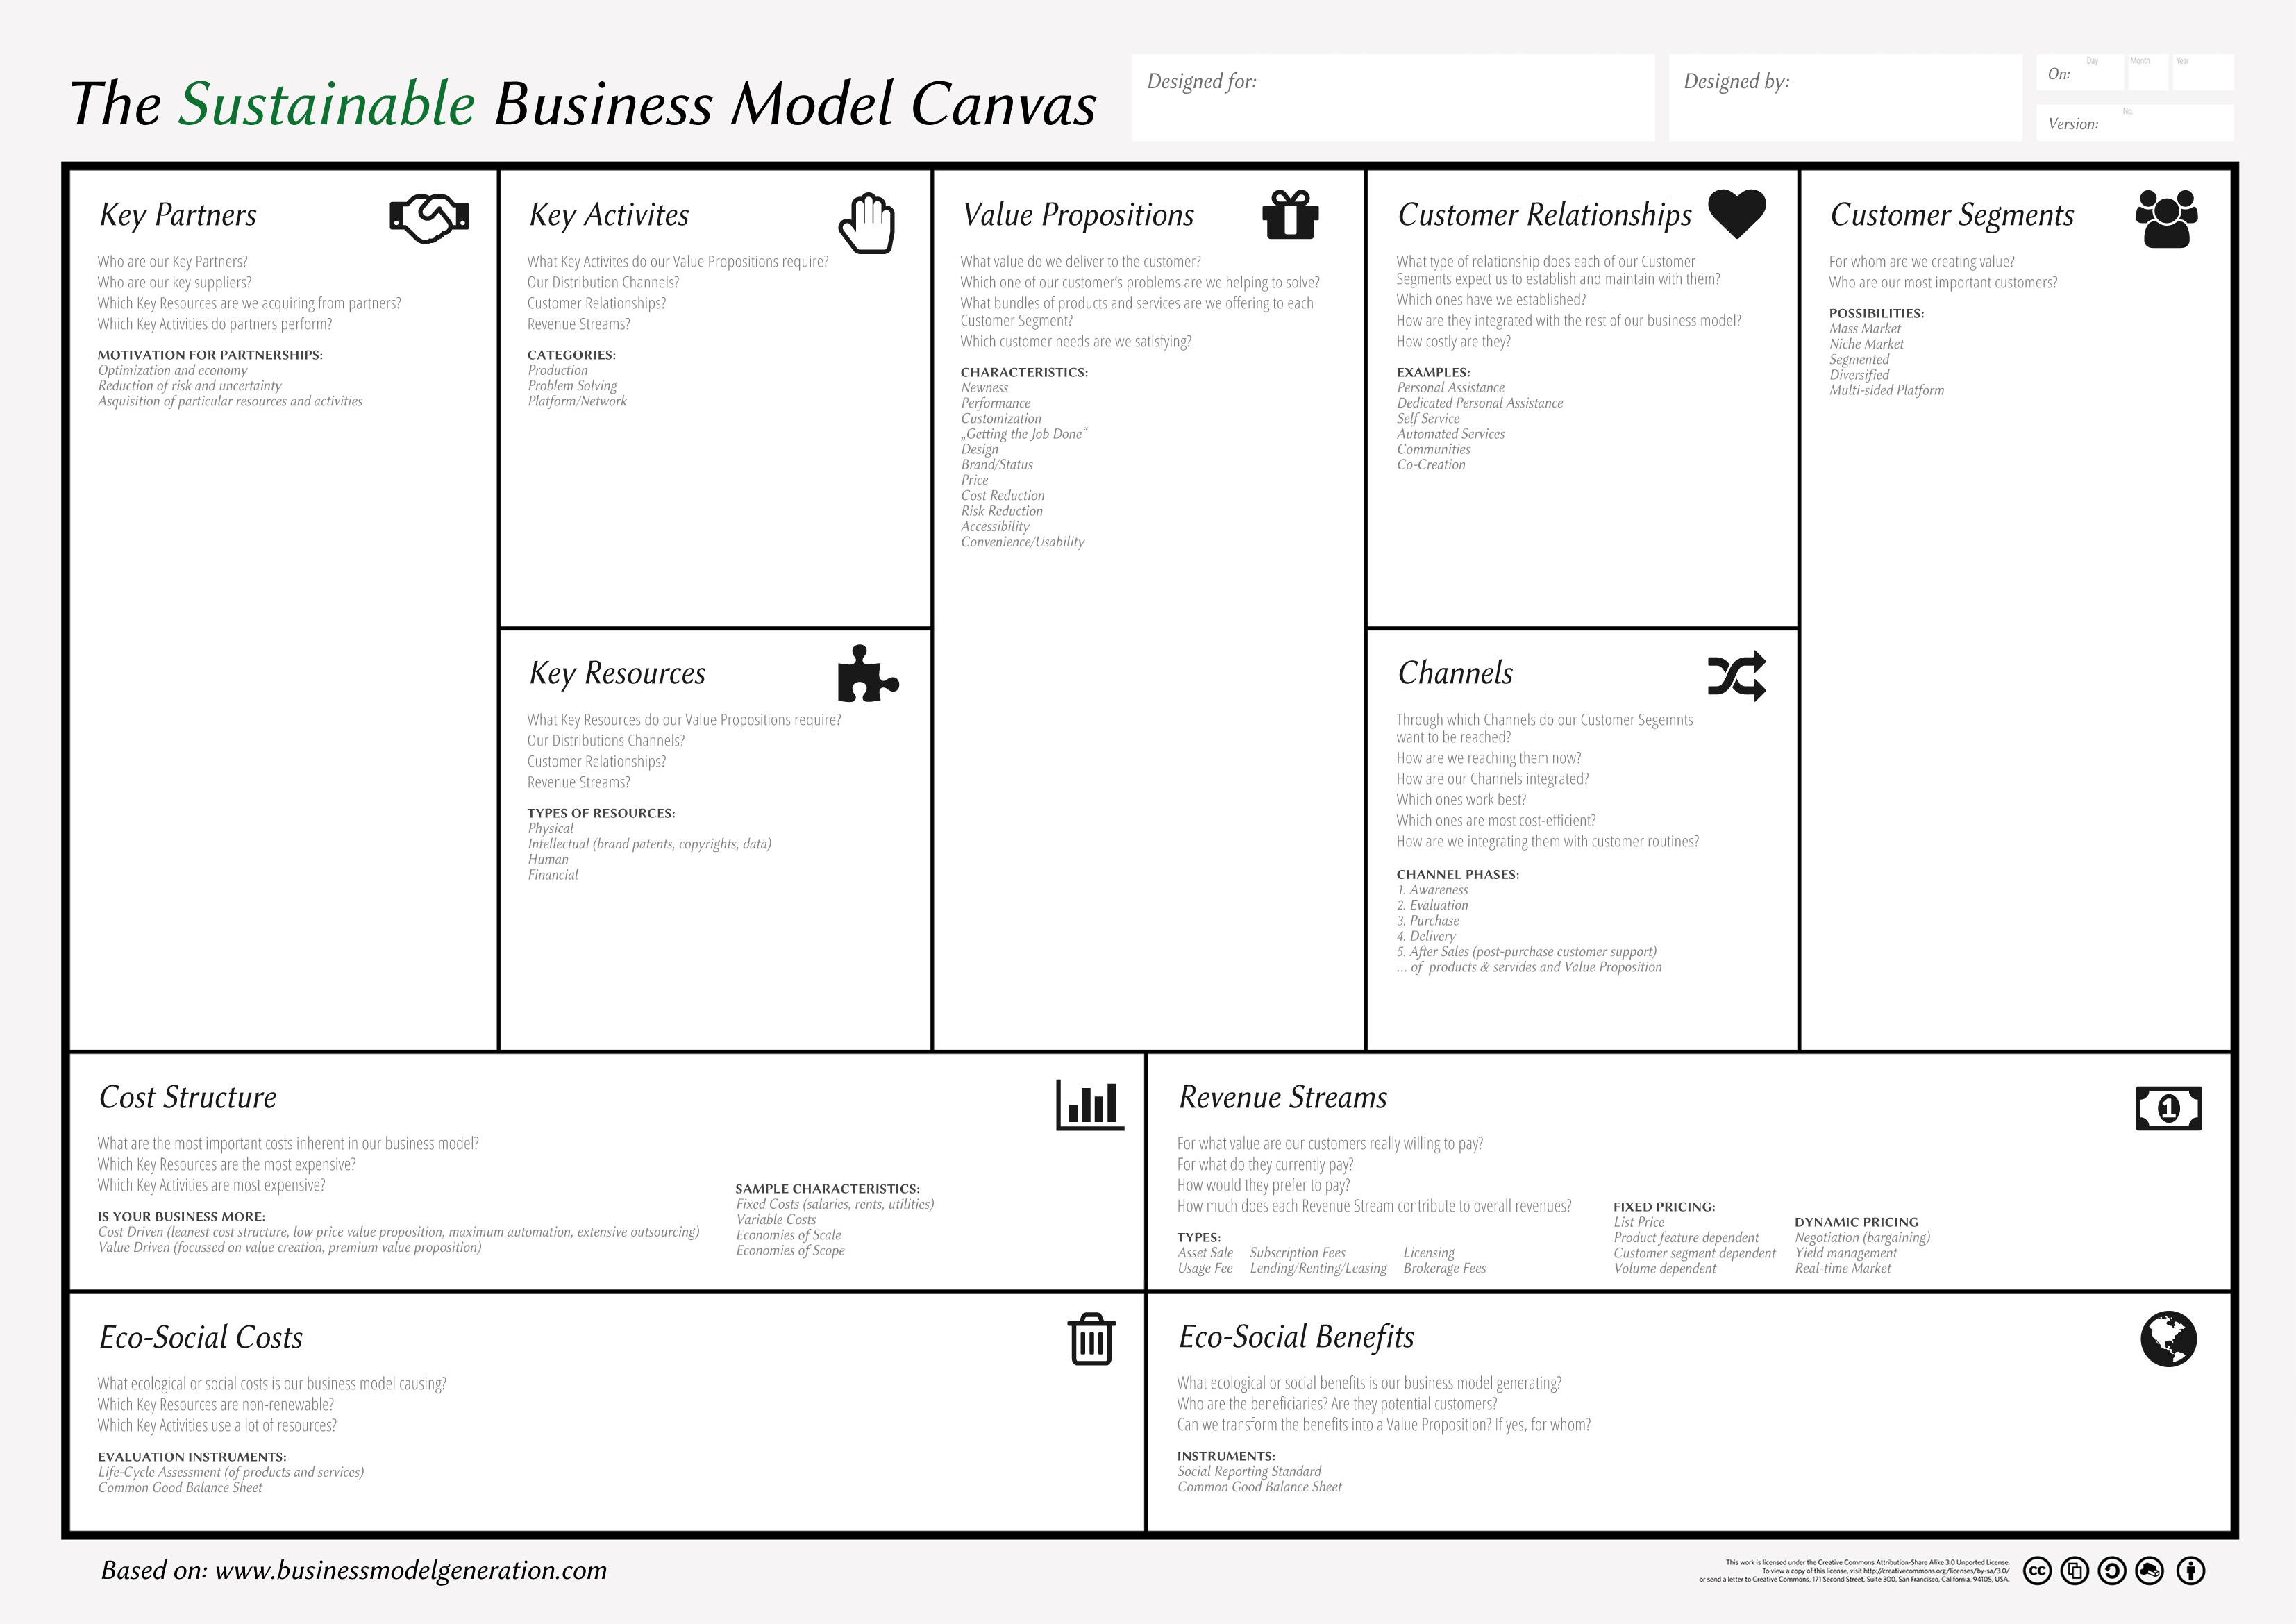 The Sustainable Business Model Canvas
Designed for:
Designed by:
On:
Day
Month
Year
Version:
No.
Key Partners
Who are our Key Partners?
Who are our key suppliers?
Which Key Resources are we acquiring from partners?
Which Key Activities do partners perform?
MOTIVATION FOR PARTNERSHIPS:
Optimization and economy
Reduction of risk and uncertainty
Asquisition of particular resources and activities
Key Activites
What Key Activites do our Value Propositions require?
Our Distribution Channels?
Customer Relationships?
Revenue Streams?
CATEGORIES:
Production
Problem Solving
Platform/Network
Key Resources
What Key Resources do our Value Propositions require?
Our Distributions Channels?
Customer Relationships?
Revenue Streams?
TYPES OF RESOURCES:
Physical
Intellectual (brand patents, copyrights, data)
Human
Financial
Value Propositions
What value do we deliver to the customer?
Which one of our customer's problems are we helping to solve?
What bundles of products and services are we offering to each
Customer Segment?
Which customer needs are we satisfying?
CHARACTERISTICS:
Newness
Performance
Customization
„Getting the Job Done“
Design
Brand/Status
Price
Cost Reduction
Risk Reduction
Accessibility
Convenience/Usability
Customer Relationships
What type of relationship does each of our Customer
Segments expect us to establish and maintain with them?
Which ones have we established?
How are they integrated with the rest of our business model?
How costly are they?
EXAMPLES:
Personal Assistance
Dedicated Personal Assistance
Self Service
Automated Services
Communities
Co-Creation
Channels
Through which Channels do our Customer Segemnts
want to be reached?
How are we reaching them now?
How are our Channels integrated?
Which ones work best?
Which ones are most cost-efficient?
How are we integrating them with customer routines?
CHANNEL PHASES:
1. Awareness
2. Evaluation
3. Purchase
4. Delivery
5. After Sales (post-purchase customer support)
... of products & servides and Value Proposition
Customer Segments
For whom are we creating value?
Who are our most important customers?
POSSIBILITIES:
Mass Market
Niche Market
Segmented
Diversified
Multi-sided Platform
Cost Structure
What are the most important costs inherent in our business model?
Which Key Resources are the most expensive?
Which Key Activities are most expensive?
IS YOUR BUSINESS MORE:
Cost Driven (leanest cost structure, low price value proposition, maximum automation, extensive outsourcing)
Value Driven (focussed on value creation, premium value proposition)
SAMPLE CHARACTERISTICS:
Fixed Costs (salaries, rents, utilities)
Variable Costs
Economies of Scale
Economies of Scope
Revenue Streams
1
For what value are our customers really willing to pay?
For what do they currently pay?
How would they prefer to pay?
How much does each Revenue Stream contribute to overall revenues?
TYPES:
Asset Sale Subscription Fees Licensing
Usage Fee Lending/Renting/Leasing Brokerage Fees
FIXED PRICING:
List Price
Product feature dependent
Customer segment dependent
Volume dependent
DYNAMIC PRICING
Negotiation (bargaining)
Yield management
Real-time Market
Eco-Social Costs
What ecological or social costs is our business model causing?
Which Key Resources are non-renewable?
Which Key Activities use a lot of resources?
EVALUATION INSTRUMENTS:
Life-Cycle Assessment (of products and services)
Common Good Balance Sheet
Eco-Social Benefits
What ecological or social benefits is our business model generating?
Who are the beneficiaries? Are they potential customers?
Can we transform the benefits into a Value Proposition? If yes, for whom?
INSTRUMENTS:
Social Reporting Standard
Common Good Balance Sheet
Based on: www.businessmodelgeneration.com
This work is licensed under the Creative Commons Attribution-Share Alike 3.0 Unported License.
To view a copy of this license, visit http://creativecommons.org/licenses/by-sa/3.0/
or send a letter to Creative Commons, 171 Second Street, Suite 300, San Francisco, California, 94105, USA.
cc